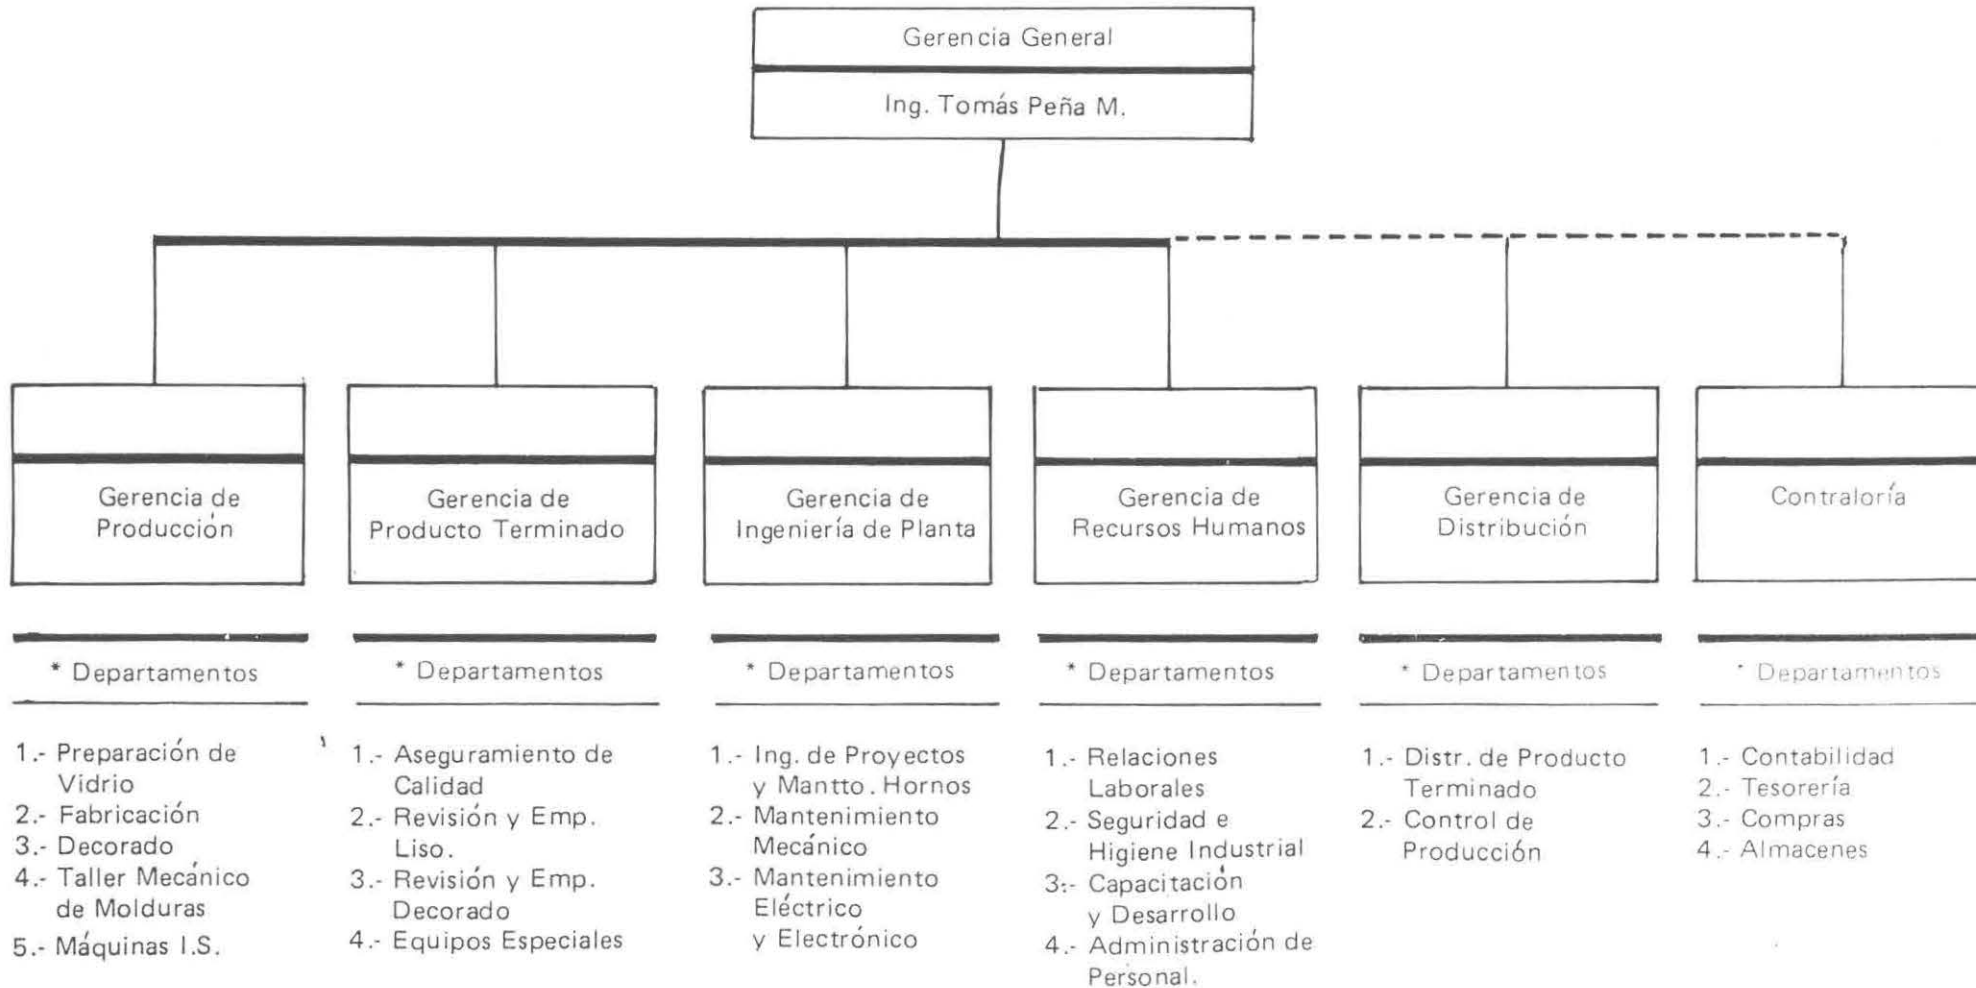 Gerencia General
Ing. Tomás Peña M.
Gerencia de
Producción
Gerencia de
Producto Terminado
Gerencia de
Ingeniería de Planta
Gerencia de
Recursos Humanos
Gerencia de
Distribución
Contraloría
* Departamentos
1.- Preparación de
Vidrio
2.- Fabricación
3.- Decorado
4.- Taller Mecánico
de Molduras
5.- Máquinas I.S.
* Departamentos
1.- Aseguramiento de
Calidad
2.- Revisión y Emp.
Liso.
3.- Revisión y Emp.
Decorado
4.- Equipos Especiales
* Departamentos
1.- Ing. de Proyectos
y Mantto. Hornos
2.- Mantenimiento
Mecánico
3.- Mantenimiento
Eléctrico
y Electrónico
* Departamentos
1.- Relaciones
Laborales
2.- Seguridad e
Higiene Industrial
3.- Capacitación
y Desarrollo
4.- Administración de
Personal.
* Departamentos
1.- Distr. de Producto
Terminado
2.- Control de
Producción
* Departamentos
1.- Contabilidad
2.- Tesorería
3.- Compras
4.- Almacenes